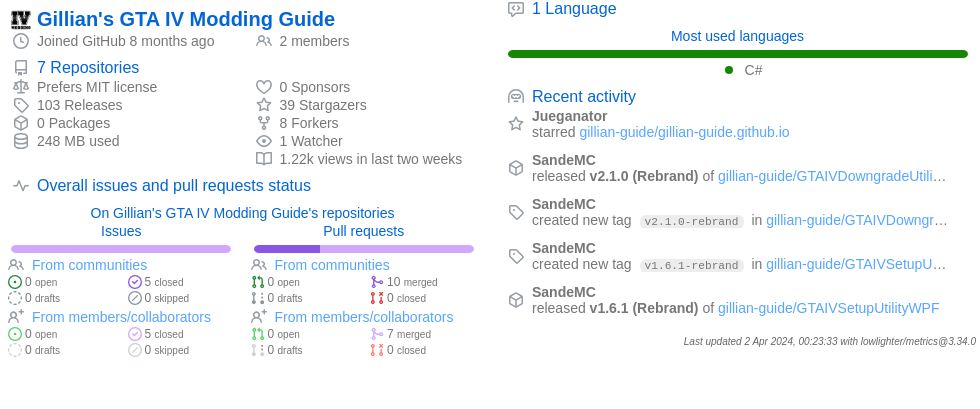 Gillian's GTA IV Modding Guide
Joined GitHub 8 months ago
2 members
7 Repositories
Prefers MIT license
0 Sponsors
103 Releases
39 Stargazers
0 Packages
8 Forkers
248 MB used
1 Watcher
1.22k views in last two weeks
Overall issues and pull requests status
On Gillian's GTA IV Modding Guide's repositories
Issues
Pull requests
From communities
From communities
0 open
5 closed
0 open
10 merged
0 drafts
0 skipped
0 drafts
0 closed
From members/collaborators
From members/collaborators
0 open
5 closed
0 open
7 merged
0 drafts
0 skipped
0 drafts
0 closed
1 Language
Most used languages
C#
Recent activity
Jueganator
starred gillian-guide/gillian-guide.github.io
SandeMC
released v2.1.0 (Rebrand) of gillian-guide/GTAIVDowngradeUtili…
SandeMC
created new tag v2.1.0-rebrand in gillian-guide/GTAIVDowngr…
SandeMC
created new tag v1.6.1-rebrand in gillian-guide/GTAIVSetupU…
SandeMC
released v1.6.1 (Rebrand) of gillian-guide/GTAIVSetupUtilityWPF
Last updated 2 Apr 2024, 00:23:33 with lowlighter/metrics@3.34.0